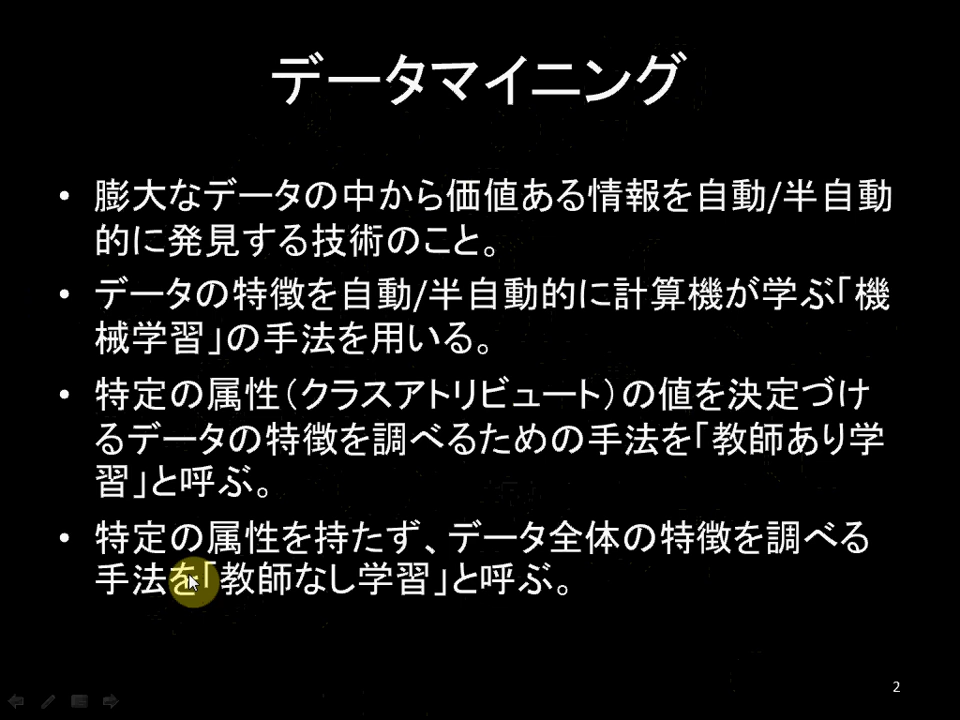 データマイニング
• 膨大なデータの中から価値ある情報を自動/半自動
的に発見する技術のこと。
• データの特徴を自動/半自動的に計算機が学ぶ「機
械学習」の手法を用いる。
• 特定の属性（クラスアトリビュート）の値を決定づけ
るデータの特徴を調べるための手法を「教師あり学
習」と呼ぶ。
• 特定の属性を持たず、データ全体の特徴を調べる
手法を「教師なし学習」と呼ぶ。
2